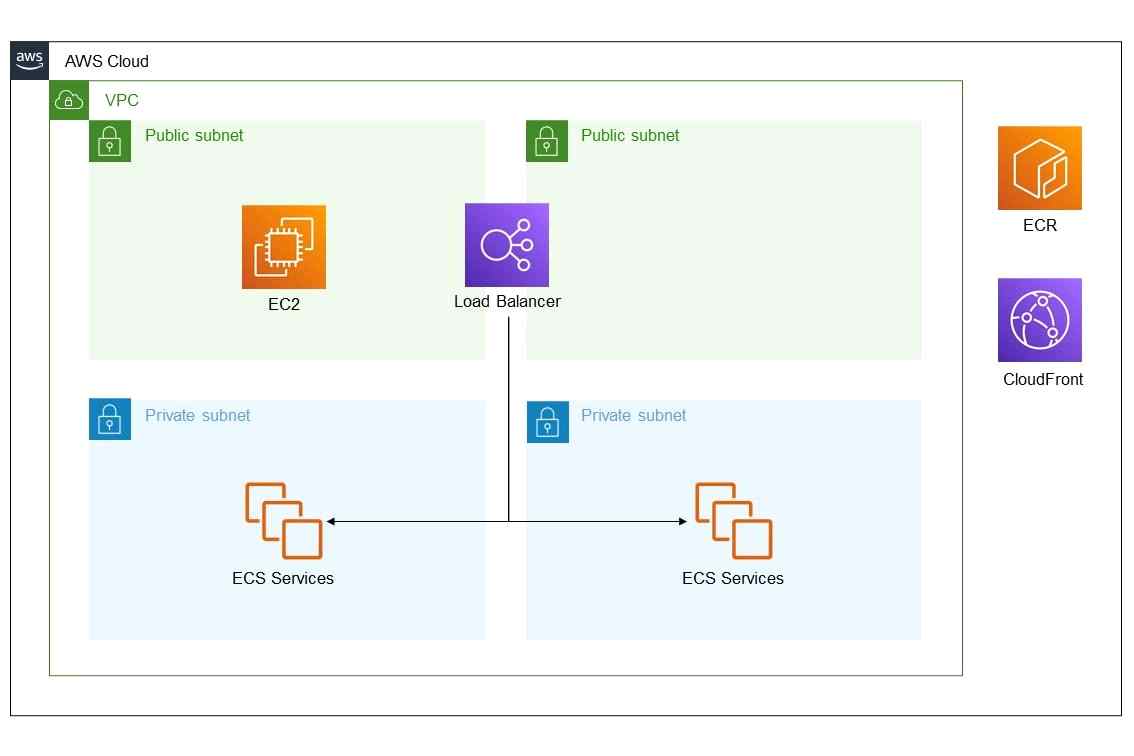 aws
AWS Cloud
VPC
Public subnet
Public subnet
EC2
Load Balancer
ECR
CloudFront
Private subnet
Private subnet
ECS Services
ECS Services